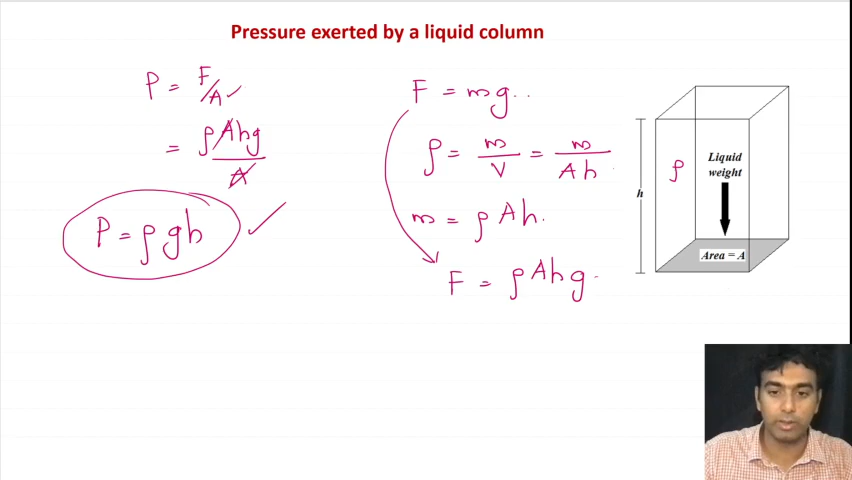 Pressure exerted by a liquid column
P = F/A ✓
= ρAhg/A
P = ρgh ✓
F = mg..
ρ = m/V = m/Ah
m = ρAh.
F = ρAhg.
h
ρ
Liquid
weight
Area = A